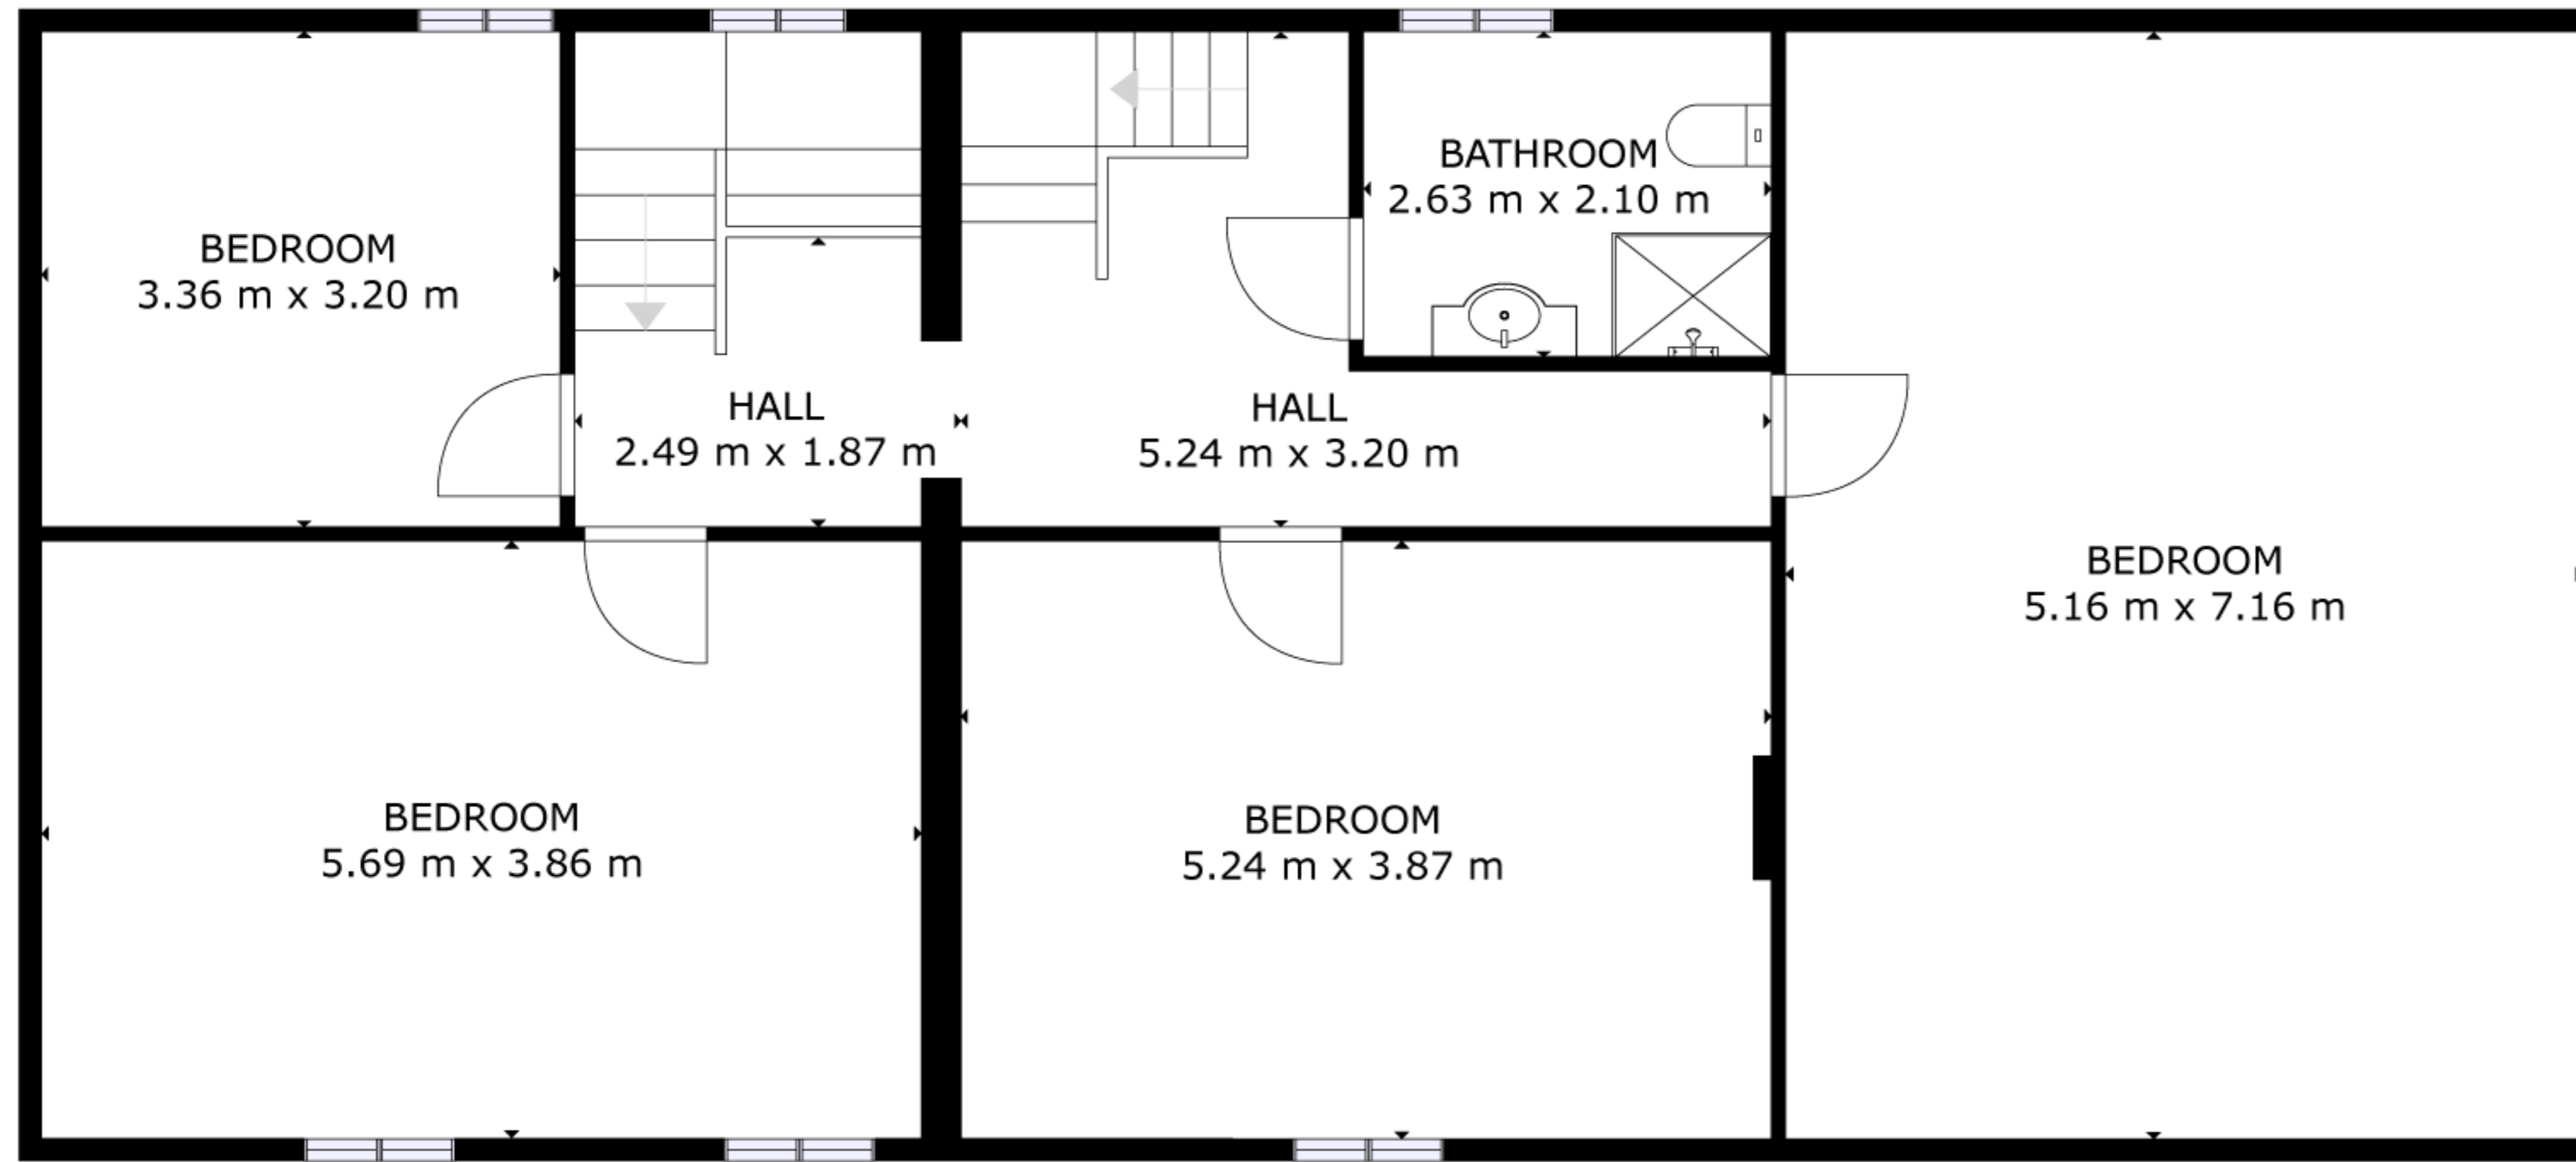 BEDROOM
3.36 m x 3.20 m
HALL
2.49 m x 1.87 m
HALL
5.24 m x 3.20 m
BATHROOM
2.63 m x 2.10 m
BEDROOM
5.16 m x 7.16 m
BEDROOM
5.69 m x 3.86 m
BEDROOM
5.24 m x 3.87 m